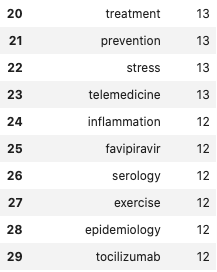 20 treatment 13
21 prevention 13
22 stress 13
23 telemedicine 13
24 inflammation 12
25 favipiravir 12
26 serology 12
27 exercise 12
28 epidemiology 12
29 tocilizumab 12